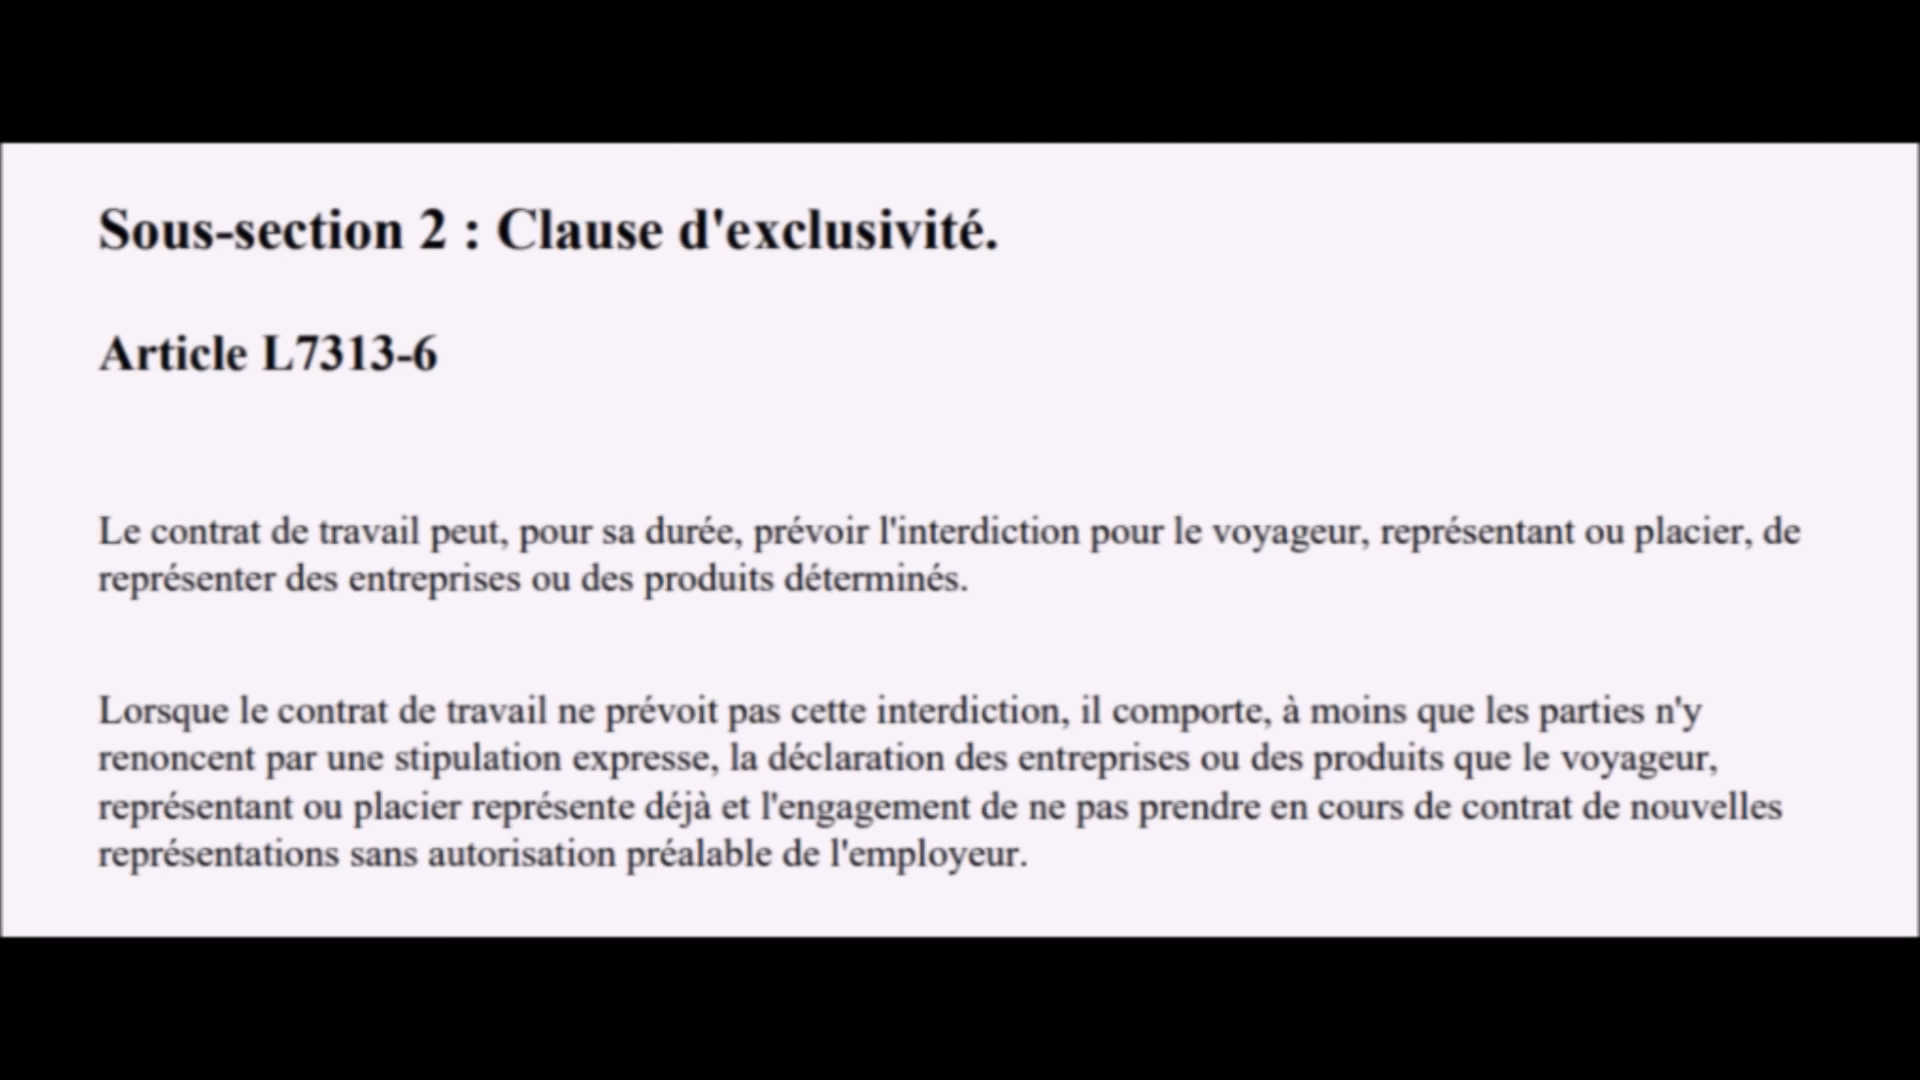 Sous-section 2 : Clause d'exclusivité.
Article L7313-6
Le contrat de travail peut, pour sa durée, prévoir l'interdiction pour le voyageur, représentant ou placier, de
représenter des entreprises ou des produits déterminés.
Lorsque le contrat de travail ne prévoit pas cette interdiction, il comporte, à moins que les parties n'y
renoncent par une stipulation expresse, la déclaration des entreprises ou des produits que le voyageur,
représentant ou placier représente déjà et l'engagement de ne pas prendre en cours de contrat de nouvelles
représentations sans autorisation préalable de l'employeur.